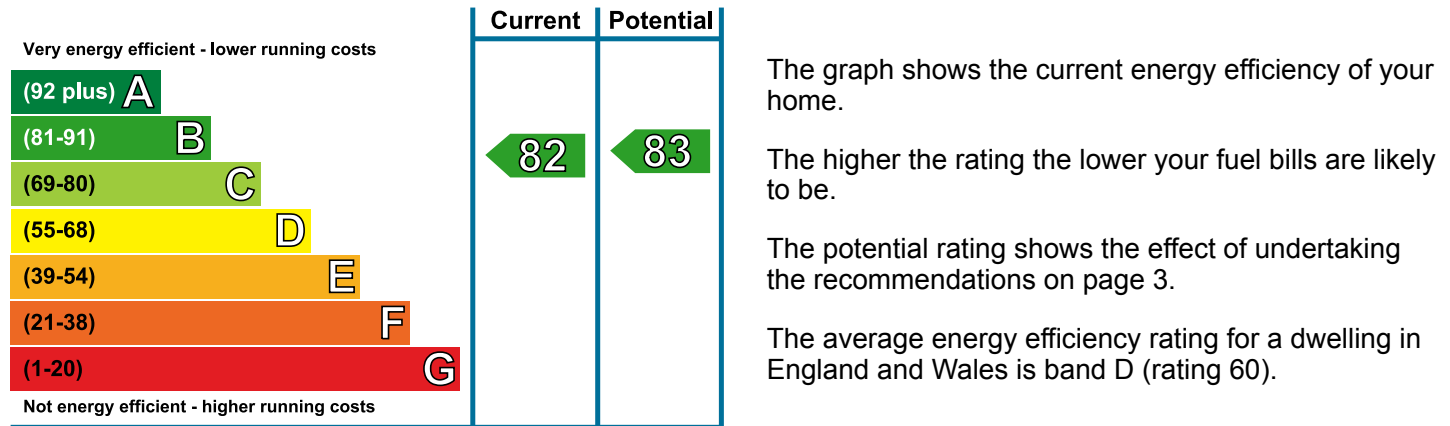 Current Potential
Very energy efficient - lower running costs
(92 plus) A
(81-91) B
82 83
(69-80) C
(55-68) D
(39-54) E
(21-38) F
(1-20) G
Not energy efficient - higher running costs
The graph shows the current energy efficiency of your
home.
The higher the rating the lower your fuel bills are likely
to be.
The potential rating shows the effect of undertaking
the recommendations on page 3.
The average energy efficiency rating for a dwelling in
England and Wales is band D (rating 60).